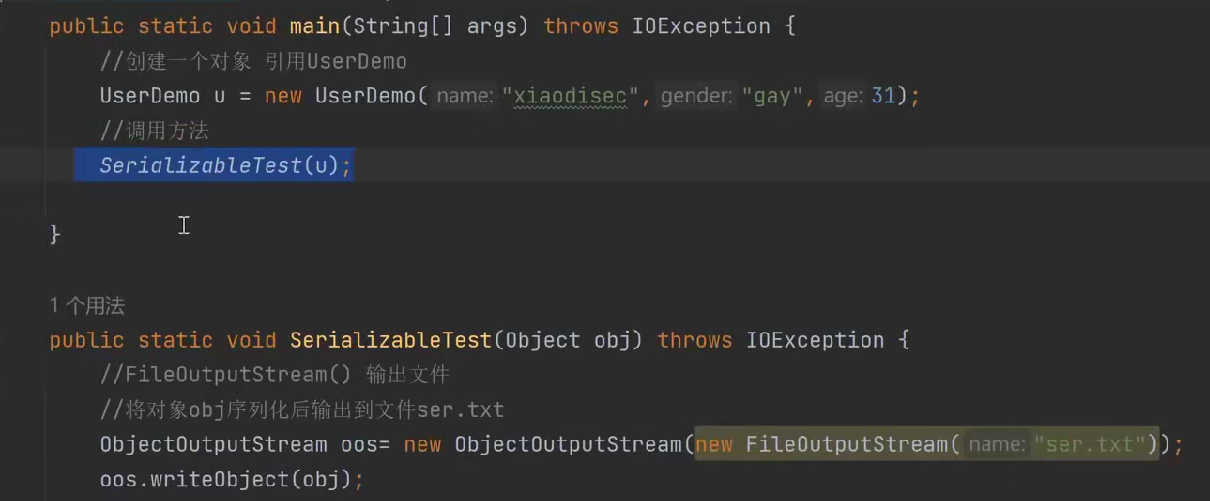 public static void main(String[] args) throws IOException {
//创建一个对象 引用UserDemo
UserDemo u = new UserDemo( name: "xiaodisec", gender: "gay", age: 31);
//调用方法
SerializableTest(u);
}
1 个用法
public static void SerializableTest(Object obj) throws IOException {
//FileOutputStream() 输出文件
//将对象obj序列化后输出到文件ser.txt
ObjectOutputStream oos= new ObjectOutputStream(new FileOutputStream( name: "ser.txt"));
oos.writeObject(obj);